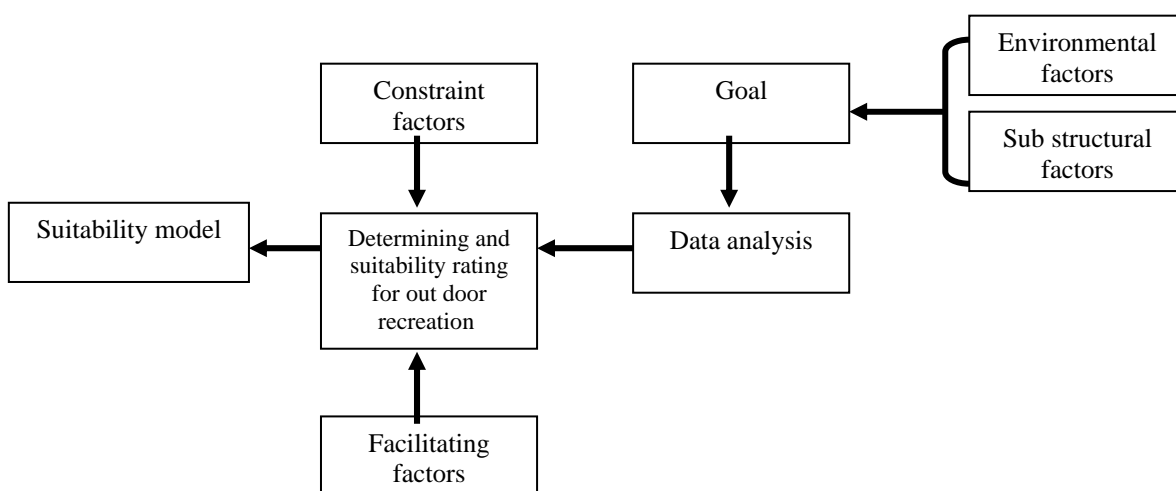 Environmental
factors
Constraint
factors
Goal
Sub structural
factors
Suitability model
Determining and
suitability rating
for out door
recreation
Data analysis
Facilitating
factors